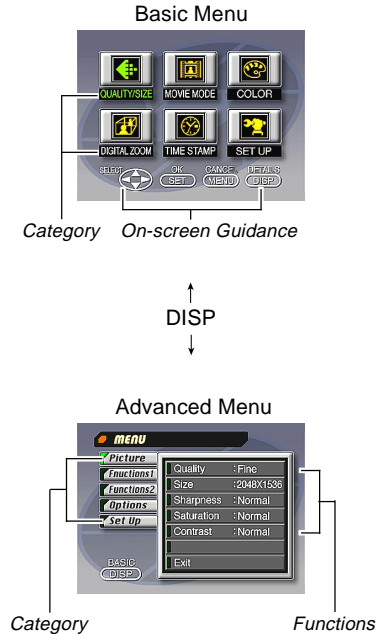 Basic Menu
QUALITY/SIZE MOVIE MODE COLOR
DIGITAL ZOOM TIME STAMP SET UP
SELECT OK CANCEL DETAILS
SET MENU DISP
Category On-screen Guidance
DISP
Advanced Menu
MENU
Picture
Fnuctions1
Functions2
Options
Set Up
Quality :Fine
Size :2048X1536
Sharpness :Normal
Saturation :Normal
Contrast :Normal
Exit
BASIC
DISP
Category Functions